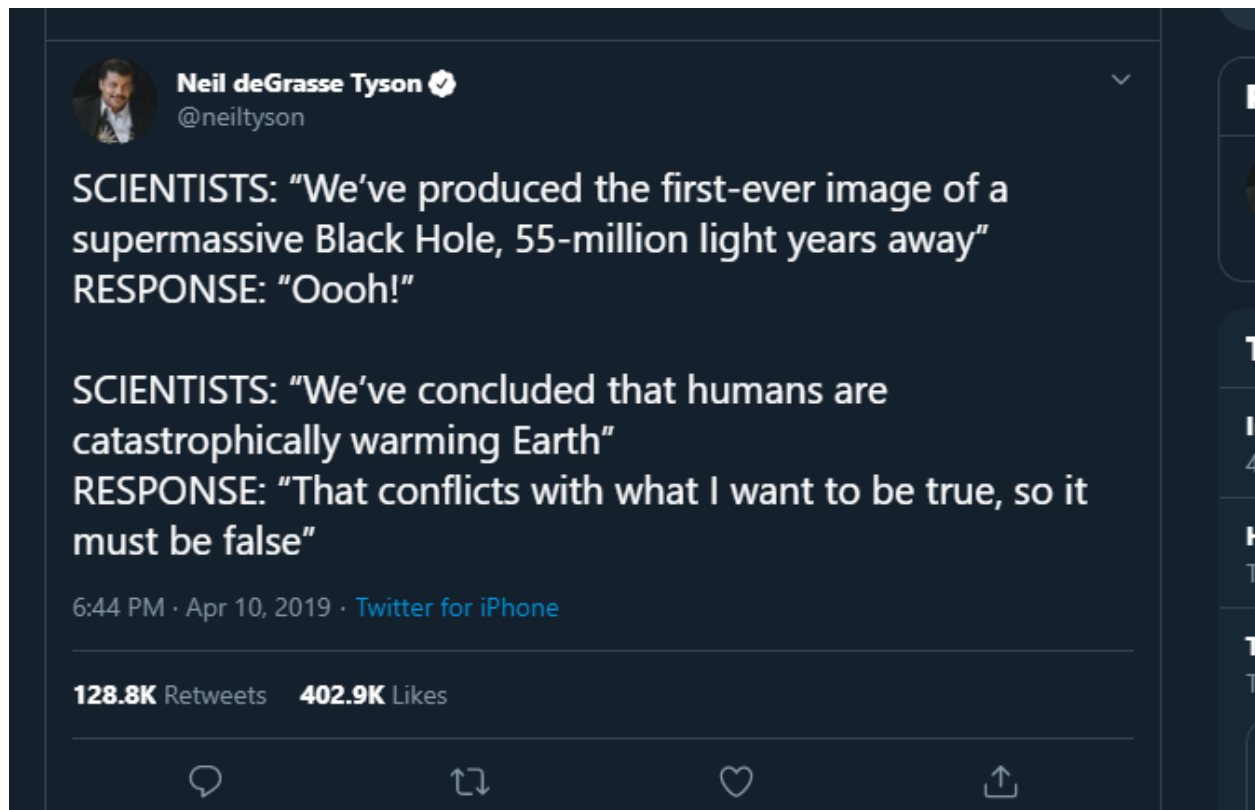 Neil deGrasse Tyson
@neiltyson
SCIENTISTS: “We’ve produced the first-ever image of a
supermassive Black Hole, 55-million light years away”
RESPONSE: “Oooh!”
SCIENTISTS: “We’ve concluded that humans are
catastrophically warming Earth”
RESPONSE: “That conflicts with what I want to be true, so it
must be false”
6:44 PM · Apr 10, 2019 · Twitter for iPhone
128.8K Retweets 402.9K Likes